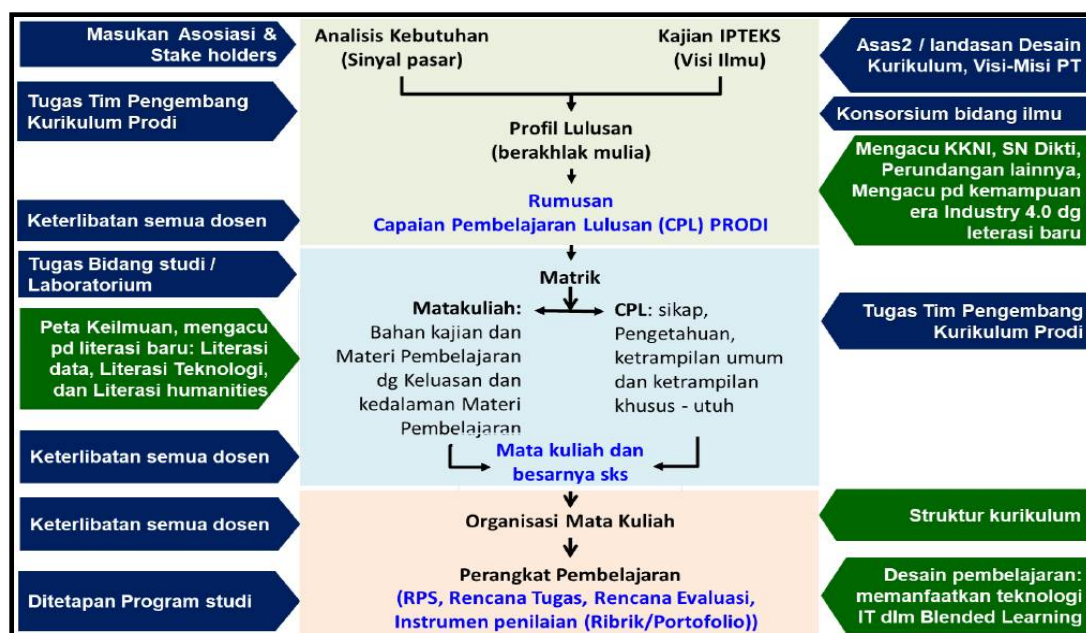 Masukan Asosiasi &
Stake holders
Tugas Tim Pengembang
Kurikulum Prodi
Keterlibatan semua dosen
Tugas Bidang studi /
Laboratorium
Peta Keilmuan, mengacu
pd literasi baru: Literasi
data, Literasi Teknologi,
dan Literasi humanities
Keterlibatan semua dosen
Keterlibatan semua dosen
Ditetapan Program studi
Analisis Kebutuhan
(Sinyal pasar)
Kajian IPTEKS
(Visi Ilmu)
Profil Lulusan
(berakhlak mulia)
Rumusan
Capaian Pembelajaran Lulusan (CPL) PRODI
Matrik
Matakuliah:
Bahan kajian dan
Materi Pembelajaran
dg Keluasan dan
kedalaman Materi
Pembelajaran
CPL: sikap,
Pengetahuan,
ketrampilan umum
dan ketrampilan
khusus - utuh
Mata kuliah dan
besarnya sks
Organisasi Mata Kuliah
Perangkat Pembelajaran
(RPS, Rencana Tugas, Rencana Evaluasi,
Instrumen penilaian (Ribrik/Portofolio))
Asas2 / landasan Desain
Kurikulum, Visi-Misi PT
Konsorsium bidang ilmu
Mengacu KKNI, SN Dikti,
Perundangan lainnya,
Mengacu pd kemampuan
era Industry 4.0 dg
leterasi baru
Tugas Tim Pengembang
Kurikulum Prodi
Struktur kurikulum
Desain pembelajaran:
memanfaatkan teknologi
IT dlm Blended Learning